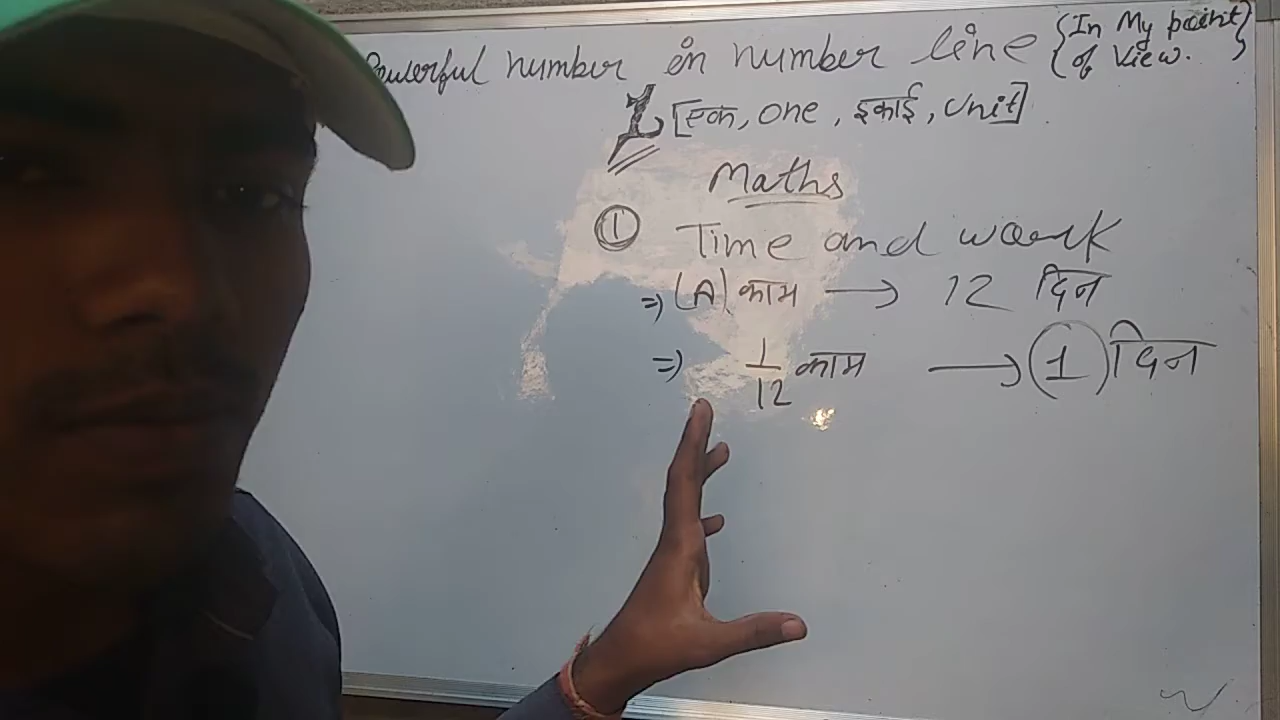 Powerful number in number line {In My point of View.}
1 [एक, one, इकाई, Unit]
Maths
① Time and work
⇒ (A) काम → 12 दिन
⇒ 1/12 काम → 1 दिन